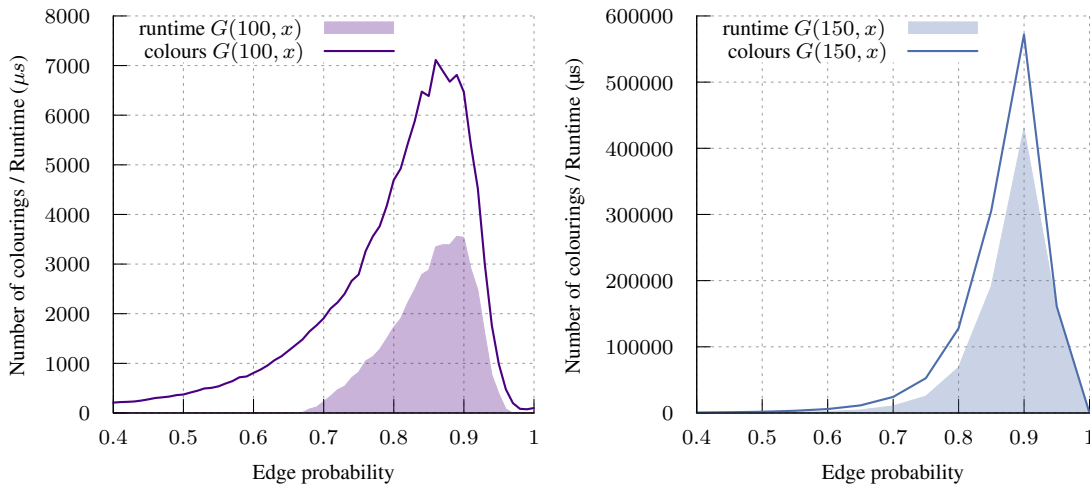 runtime G(100, x)
colours G(100, x)
Number of colourings / Runtime (μs)
8000
7000
6000
5000
4000
3000
2000
1000
0
0.4 0.5 0.6 0.7 0.8 0.9 1
Edge probability
runtime G(150, x)
colours G(150, x)
Number of colourings / Runtime (µs)
600000
500000
400000
300000
200000
100000
0
0.4 0.5 0.6 0.7 0.8 0.9 1
Edge probability